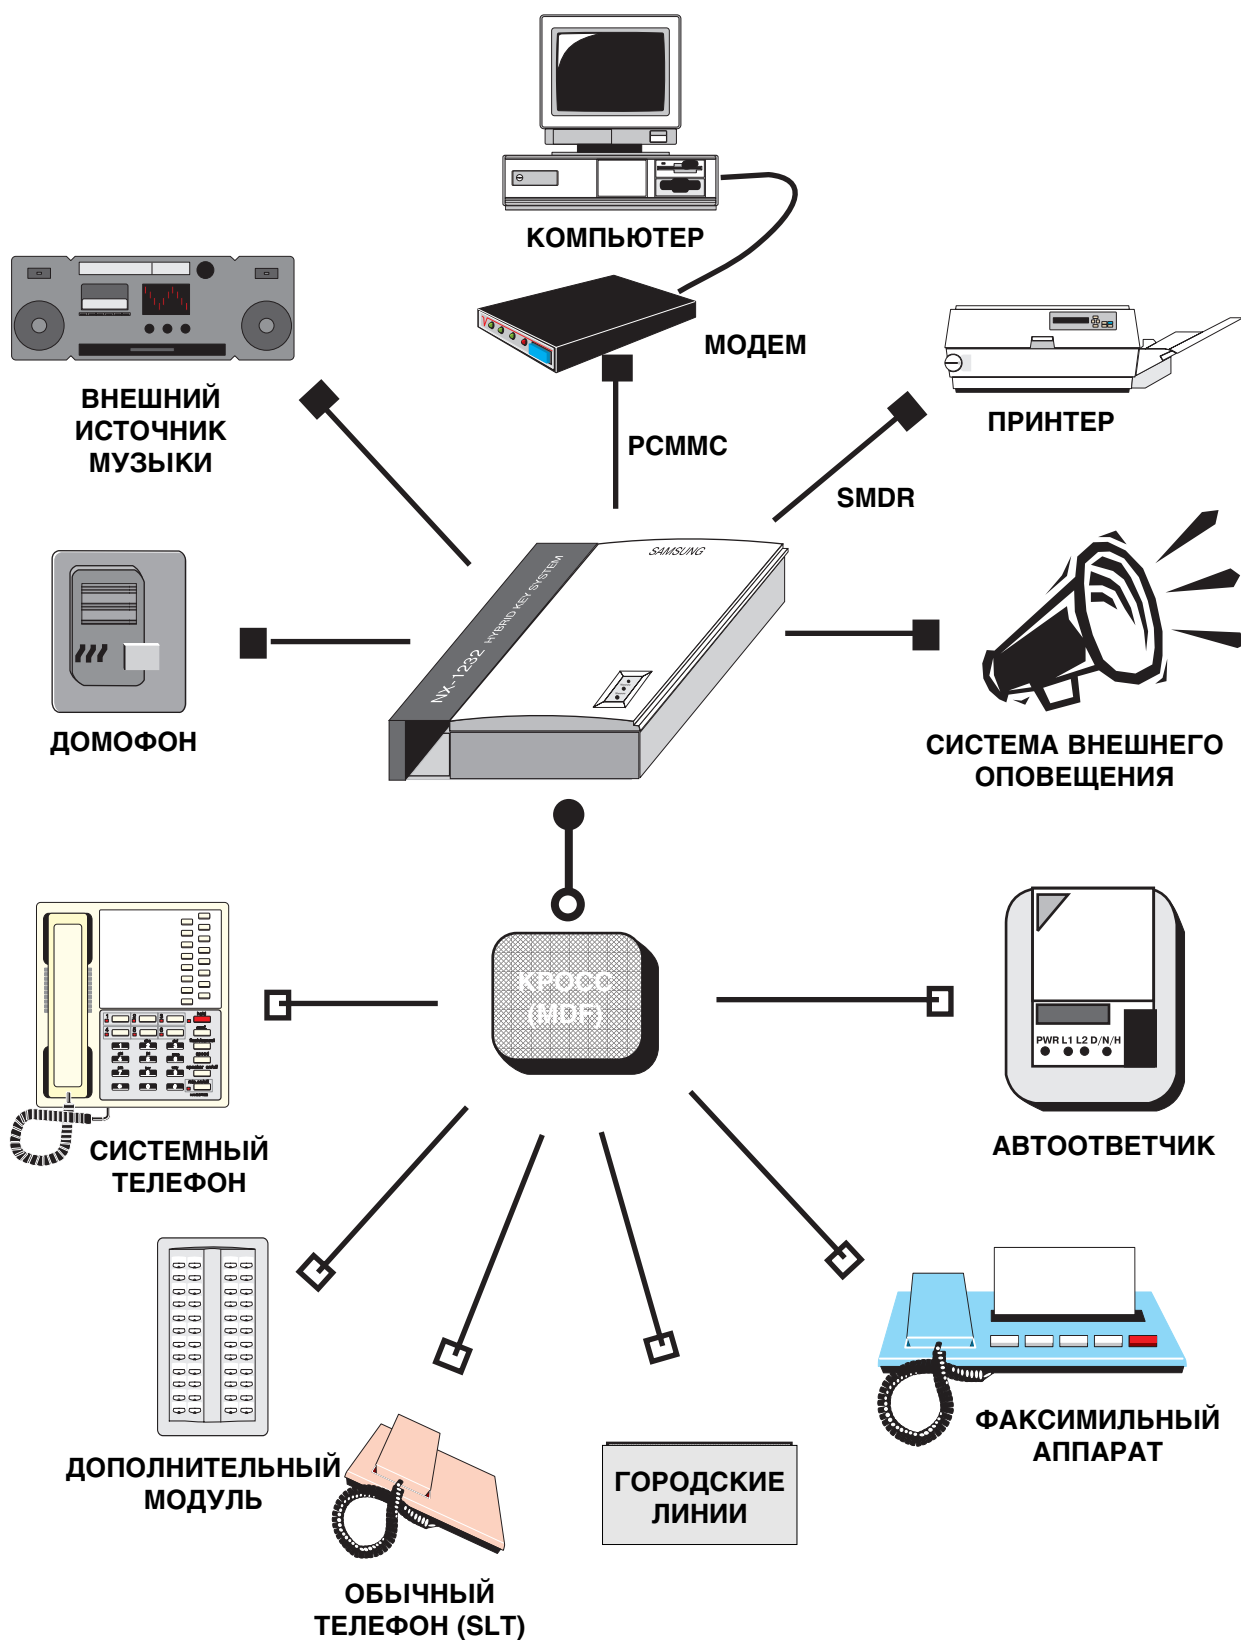 КОМПЬЮТЕР
МОДЕМ
ВНЕШНИЙ
ИСТОЧНИК
МУЗЫКИ
ПРИНТЕР
PCMMC
SMDR
SAMSUNG
NX-1232 HYBRID KEY SYSTEM
ДОМОФОН
СИСТЕМА ВНЕШНЕГО
ОПОВЕЩЕНИЯ
КРОСС
(MDF)
PWR L1 L2 D/N/H
СИСТЕМНЫЙ
ТЕЛЕФОН
АВТООТВЕТЧИК
ДОПОЛНИТЕЛЬНЫЙ
МОДУЛЬ
ФАКСИМИЛЬНЫЙ
АППАРАТ
ГОРОДСКИЕ
ЛИНИИ
ОБЫЧНЫЙ
ТЕЛЕФОН (SLT)